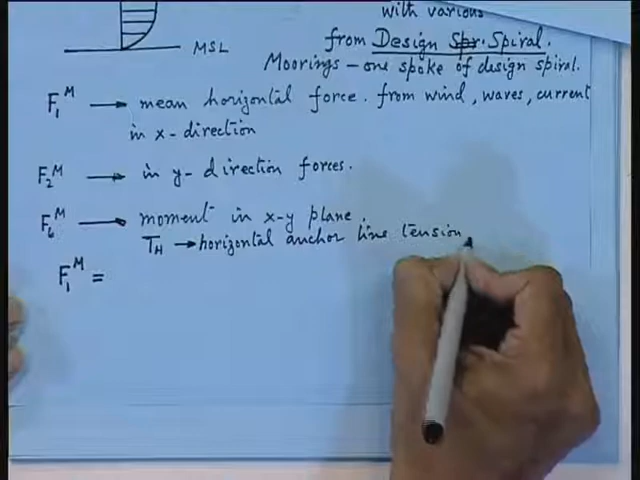 with various
MSL
from Design Spr. Spiral.
Moorings – one spoke of design spiral.
F₁ᴹ → mean horizontal force. from wind, waves, current
in x-direction
F₂ᴹ → in y-direction forces.
F₆ᴹ → moment in x-y plane.
T_H → horizontal anchor line tension.
F₁ᴹ =